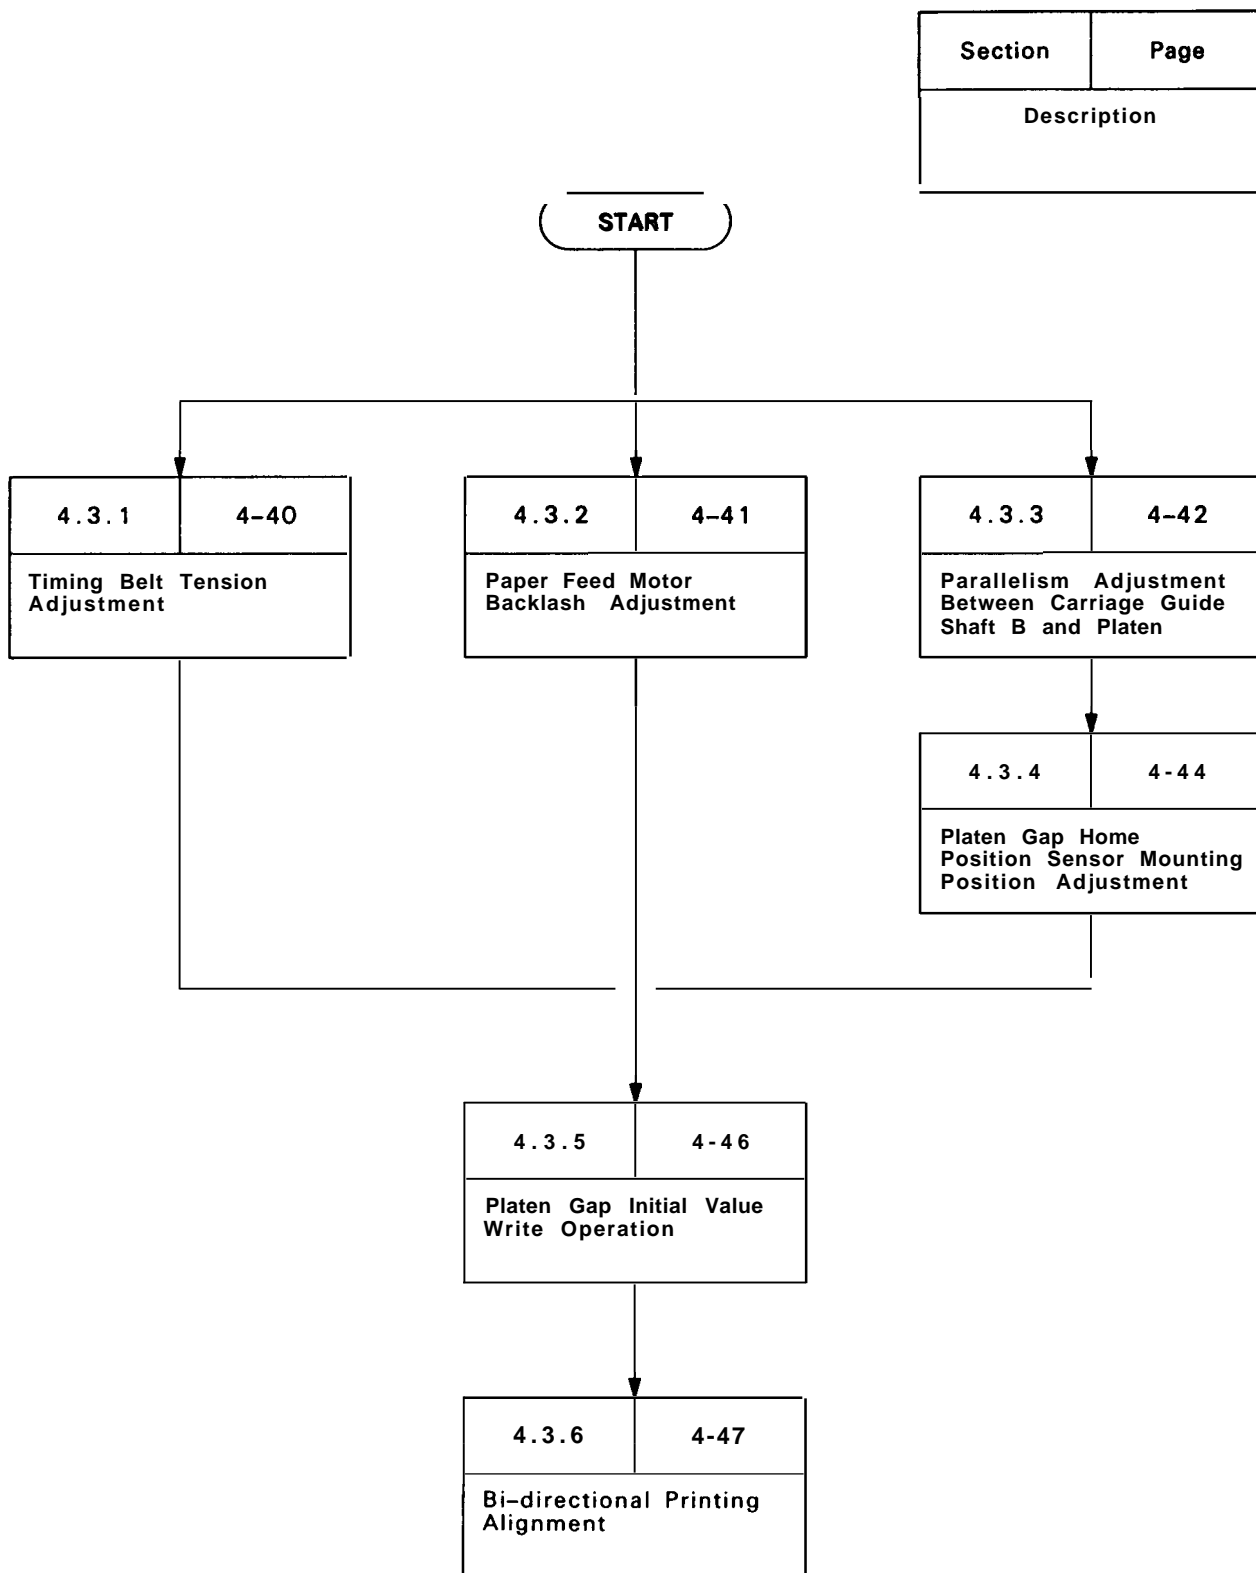 Section Page
Description
START
4.3.1 4-40
Timing Belt Tension
Adjustment
4.3.2 4-41
Paper Feed Motor
Backlash Adjustment
4.3.3 4-42
Parallelism Adjustment
Between Carriage Guide
Shaft B and Platen
4.3.4 4-44
Platen Gap Home
Position Sensor Mounting
Position Adjustment
4.3.5 4-46
Platen Gap Initial Value
Write Operation
4.3.6 4-47
Bi-directional Printing
Alignment